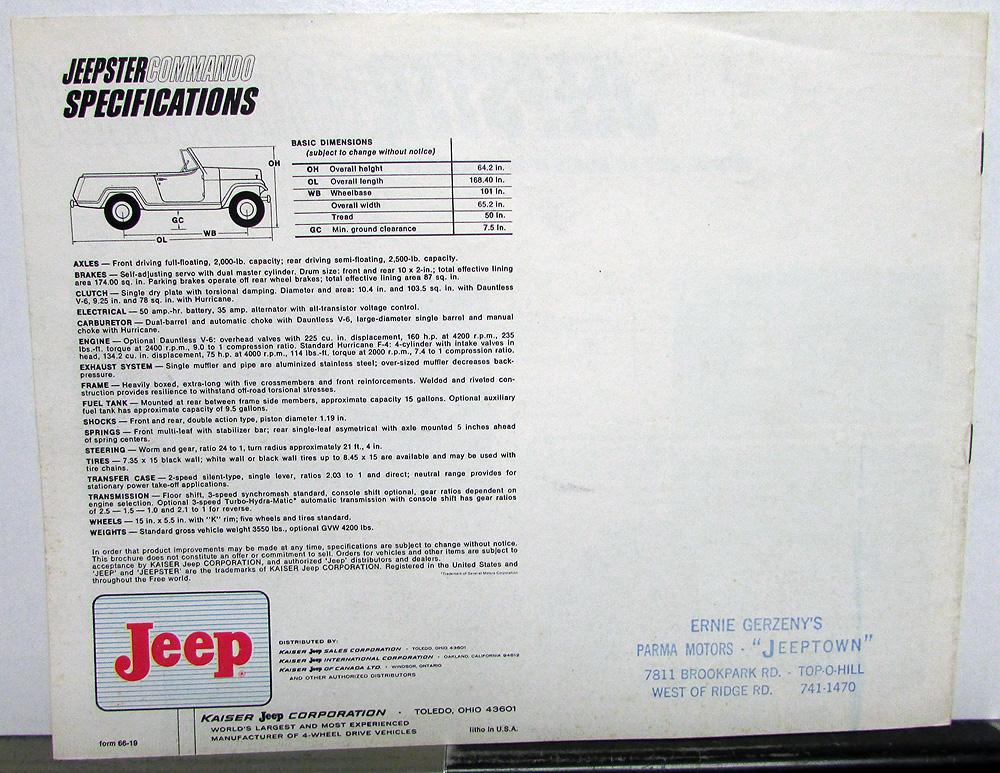 JEEPSTER COMMANDO
SPECIFICATIONS
OH
GC
WB
OL
BASIC DIMENSIONS
(subject to change without notice)
OH Overall height 64.2 in.
OL Overall length 168.40 in.
WB Wheelbase 101 in.
Overall width 65.2 in.
Tread 50 in.
GC Min. ground clearance 7.5 in.
AXLES — Front driving full-floating, 2,000-lb. capacity; rear driving semi-floating, 2,500-lb. capacity.
BRAKES — Self-adjusting servo with dual master cylinder. Drum size: front and rear 10 x 2-in.; total effective lining
area 174.00 sq. in. Parking brakes operate off rear wheel brakes; total effective lining area 87 sq. in.
CLUTCH — Single dry plate with torsional damping. Diameter and area: 10.4 in. and 103.5 sq. in. with Dauntless
V-6, 9.25 in. and 78 sq. in. with Hurricane.
ELECTRICAL — 50 amp.-hr. battery, 35 amp. alternator with all-transistor voltage control.
CARBURETOR — Dual-barrel and automatic choke with Dauntless V-6, large-diameter single barrel and manual
choke with Hurricane.
ENGINE — Optional Dauntless V-6: overhead valves with 225 cu. in. displacement, 160 h.p. at 4200 r.p.m., 235
lbs.-ft. torque at 2400 r.p.m., 9.0 to 1 compression ratio. Standard Hurricane F-4: 4-cylinder with intake valves in
head, 134.2 cu. in. displacement, 75 h.p. at 4000 r.p.m., 114 lbs.-ft. torque at 2000 r.p.m., 7.4 to 1 compression ratio.
EXHAUST SYSTEM — Single muffler and pipe are aluminized stainless steel; over-sized muffler decreases back-
pressure.
FRAME — Heavily boxed, extra-long with five crossmembers and front reinforcements. Welded and riveted con-
struction provides resilience to withstand off-road torsional stresses.
FUEL TANK — Mounted at rear between frame side members, approximate capacity 15 gallons. Optional auxiliary
fuel tank has approximate capacity of 9.5 gallons.
SHOCKS — Front and rear, double action type, piston diameter 1.19 in.
SPRINGS — Front multi-leaf with stabilizer bar; rear single-leaf asymetrical with axle mounted 5 inches ahead
of spring centers.
STEERING — Worm and gear, ratio 24 to 1, turn radius approximately 21 ft., 4 in.
TIRES — 7.35 x 15 black wall; white wall or black wall tires up to 8.45 x 15 are available and may be used with
tire chains.
TRANSFER CASE — 2-speed silent-type, single lever, ratios 2.03 to 1 and direct; neutral range provides for
stationary power take-off applications.
TRANSMISSION — Floor shift, 3-speed synchromesh standard, console shift optional, gear ratios dependent on
engine selection. Optional 3-speed Turbo-Hydra-Matic* automatic transmission with console shift has gear ratios
of 2.5 — 1.5 — 1.0 and 2.1 to 1 for reverse.
WHEELS — 15 in. x 5.5 in. with "K" rim; five wheels and tires standard.
WEIGHTS — Standard gross vehicle weight 3550 lbs., optional GVW 4200 lbs.
In order that product improvements may be made at any time, specifications are subject to change without notice.
This brochure does not constitute an offer or commitment to sell. Orders for vehicles and other items are subject to
acceptance by KAISER Jeep CORPORATION, and authorized 'Jeep' distributors and dealers.
'JEEP' and 'JEEPSTER' are the trademarks of KAISER Jeep CORPORATION. Registered in the United States and
throughout the Free world.
*Trademark of General Motors Corporation
Jeep
DISTRIBUTED BY:
KAISER Jeep SALES CORPORATION · TOLEDO, OHIO 43601
KAISER Jeep INTERNATIONAL CORPORATION · OAKLAND, CALIFORNIA 94612
KAISER Jeep OF CANADA LTD. · WINDSOR, ONTARIO
AND OTHER AUTHORIZED DISTRIBUTORS
KAISER Jeep CORPORATION · TOLEDO, OHIO 43601
WORLD'S LARGEST AND MOST EXPERIENCED
MANUFACTURER OF 4-WHEEL DRIVE VEHICLES
litho in U.S.A.
form 66-19
ERNIE GERZENY'S
PARMA MOTORS - "JEEPTOWN"
7811 BROOKPARK RD. - TOP-O-HILL
WEST OF RIDGE RD. 741-1470